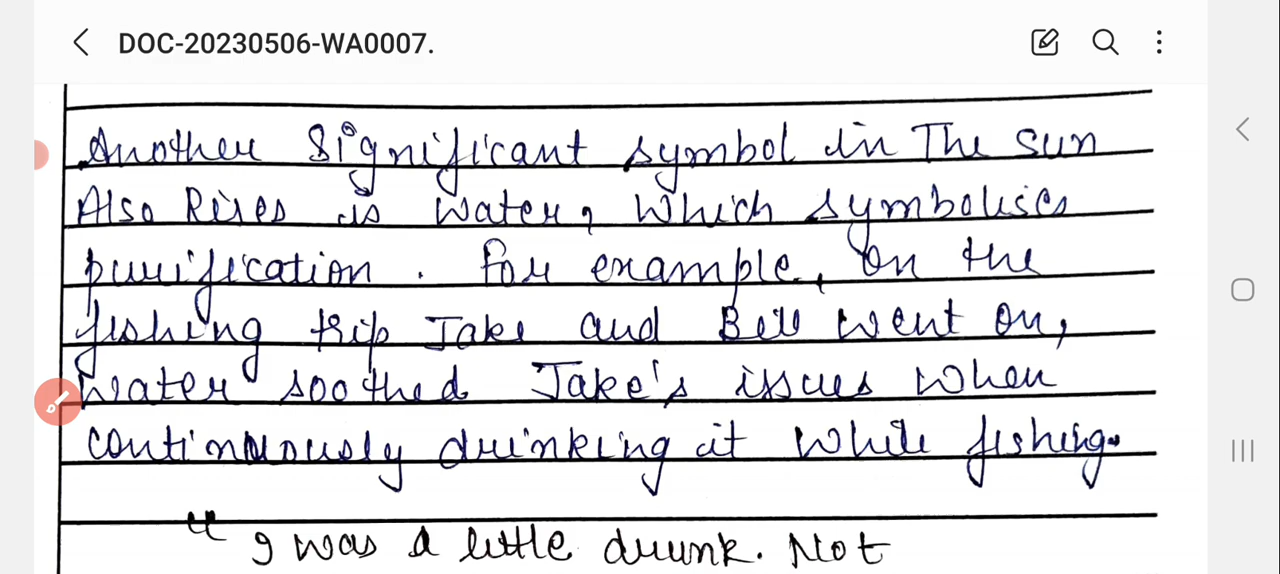 DOC-20230506-WA0007.
Another Significant symbol in The Sun
Also Rises is water, which symbolises
purification. For example, on the
fishing trip Jake and Bill went on,
water soothed Jake's issues when
continuously drinking it while fishing.
" I was a little drunk. Not